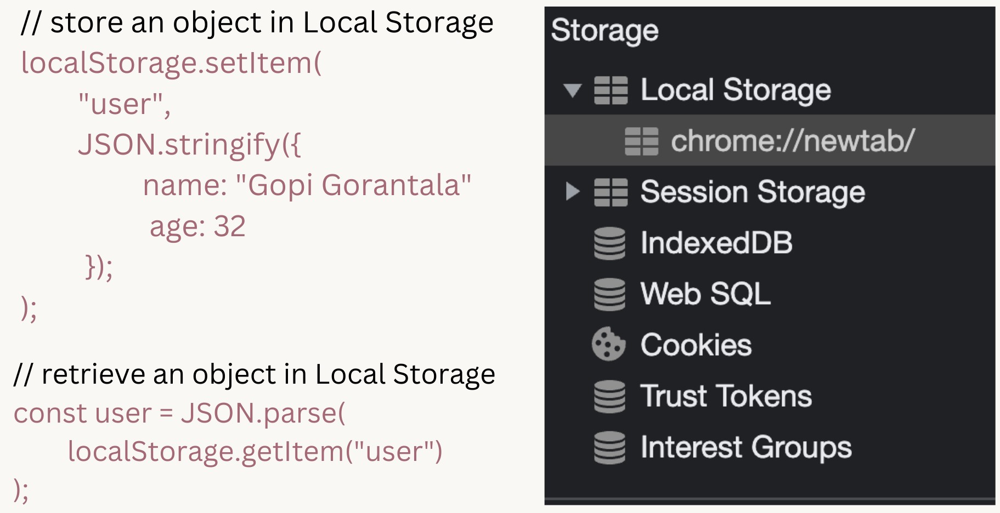 // store an object in Local Storage
localStorage.setItem(
"user",
JSON.stringify({
name: "Gopi Gorantala"
age: 32
});
);
// retrieve an object in Local Storage
const user = JSON.parse(
localStorage.getItem("user")
);
Storage
Local Storage
chrome://newtab/
Session Storage
IndexedDB
Web SQL
Cookies
Trust Tokens
Interest Groups